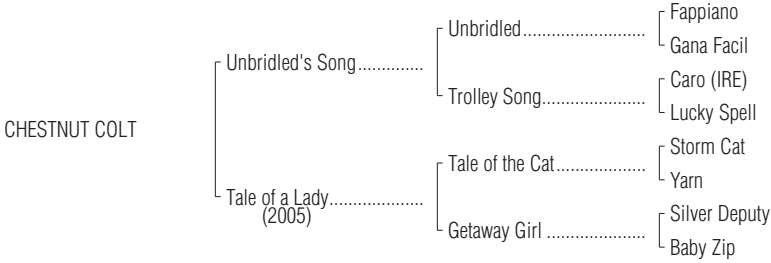 Fappiano
Unbridled.........................
Gana Facil
Unbridled's Song..............
Caro (IRE)
Trolley Song.....................
Lucky Spell
CHESTNUT COLT
Storm Cat
Tale of the Cat...................
Yarn
Tale of a Lady....................
(2005)
Silver Deputy
Getaway Girl .....................
Baby Zip